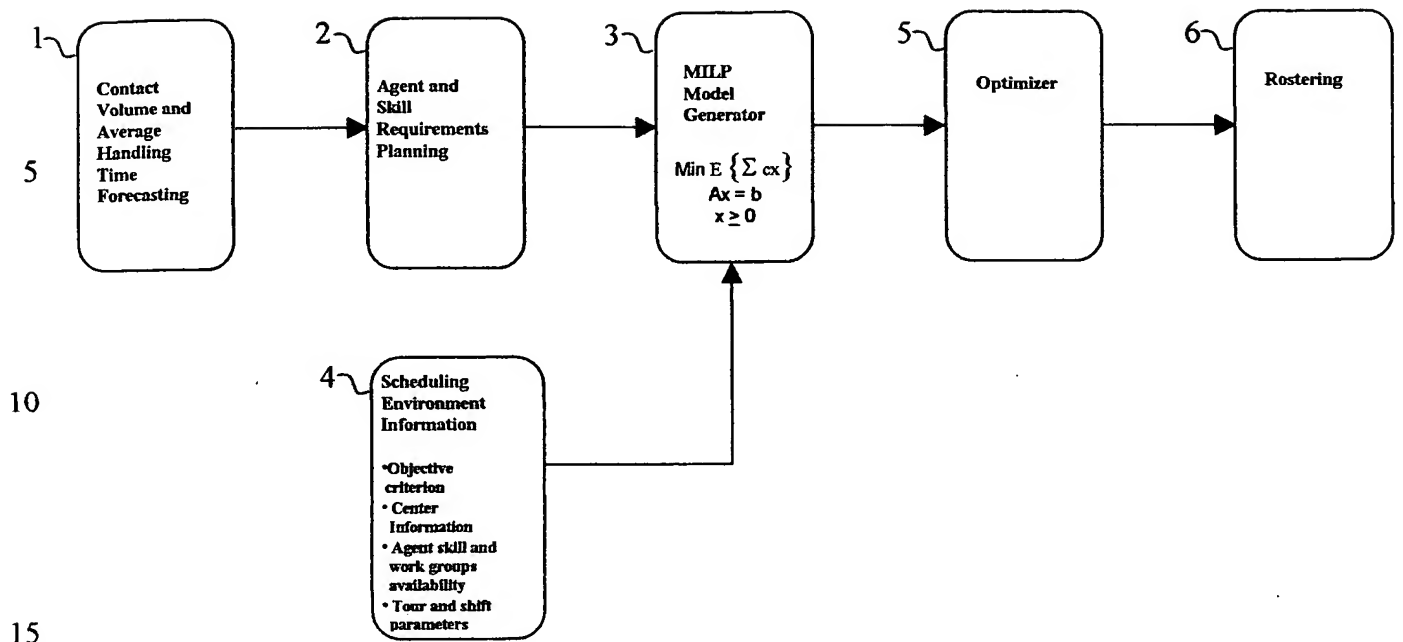 1
Contact
Volume and
Average
Handling
Time
Forecasting
2
Agent and
Skill
Requirements
Planning
3
MILP
Model
Generator
Min E { Σ cx}
Ax = b
x ≥ 0
5
Optimizer
6
Rostering
5
4
Scheduling
Environment
Information
•Objective
criterion
• Center
Information
• Agent skill and
work groups
availability
• Tour and shift
parameters
10
15